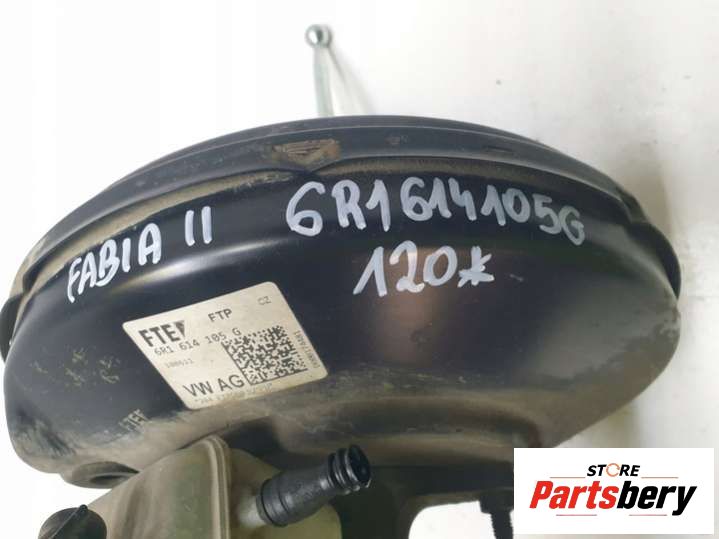 FABIA II 6R1614105G
120*
FTE FTP CZ
6R1 614 105 G
VW AG
STORE
Partsbery